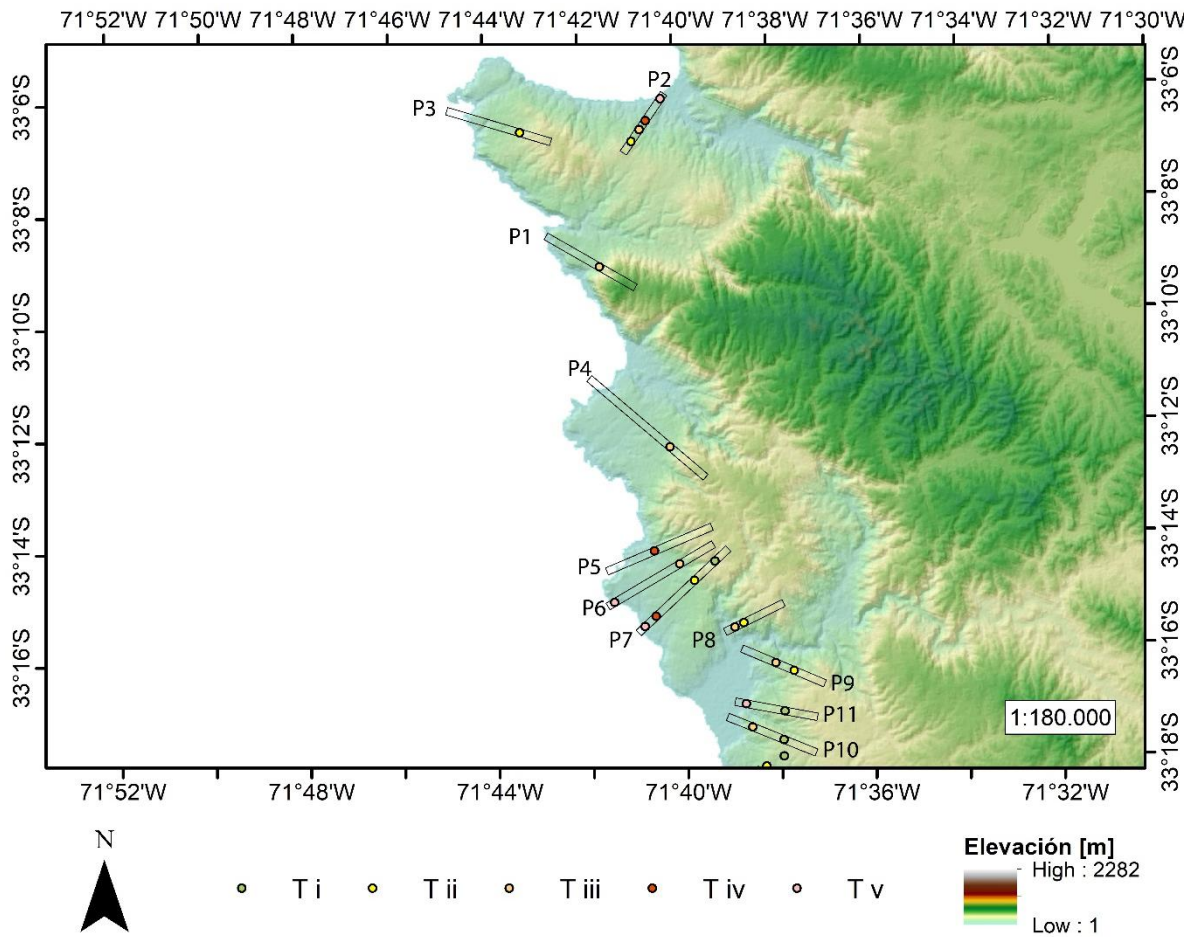 71°52'W 71°50'W 71°48'W 71°46'W 71°44'W 71°42'W 71°40'W 71°38'W 71°36'W 71°34'W 71°32'W 71°30'W
33°6'S
33°8'S
33°10'S
33°12'S
33°14'S
33°16'S
33°6'S
33°8'S
33°10'S
33°12'S
33°14'S
33°16'S
33°18'S
P2
P3
P1
P4
P5
P6
P7
P8
P9
P11
P10
1:180.000
71°52'W 71°48'W 71°44'W 71°40'W 71°36'W 71°32'W
N
T i T ii T iii T iv T v
Elevación [m]
High : 2282
Low : 1